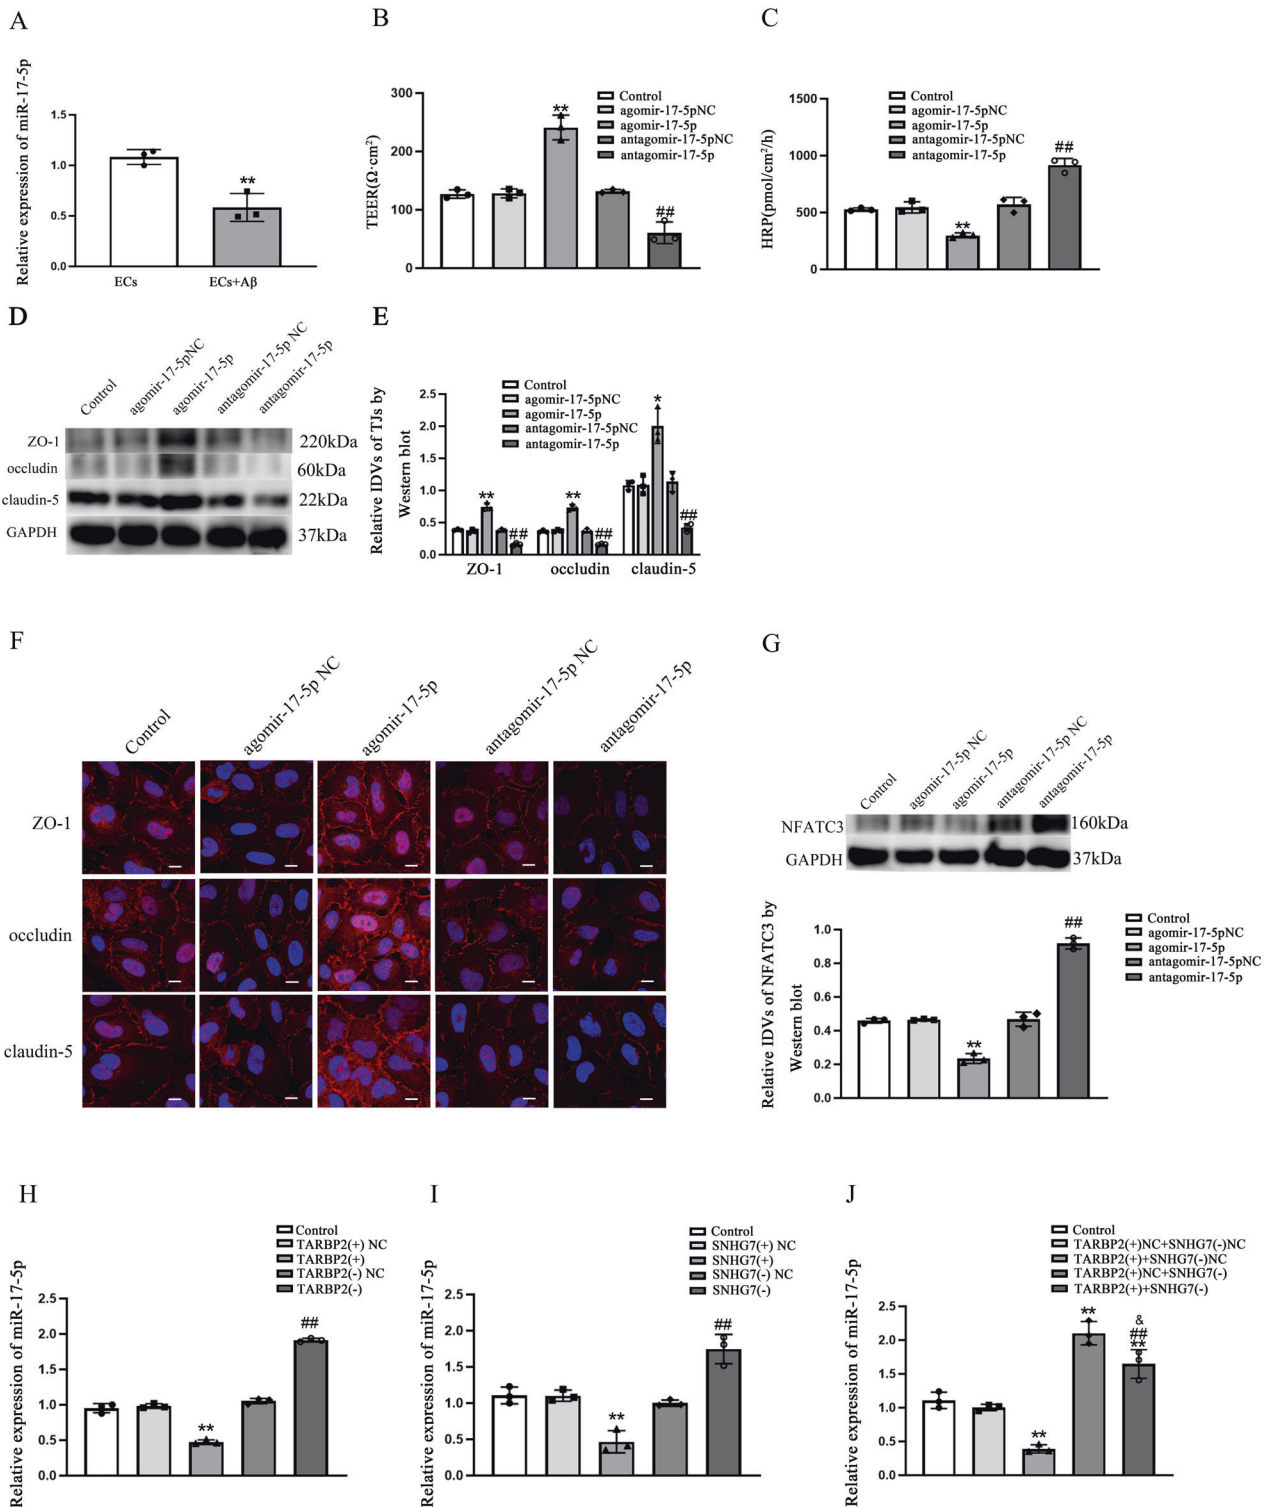 A
Relative expression of miR-17-5p
1.5
1.0
0.5
0.0
**
ECs
ECs+Aβ
B
TEER(Ω·cm²)
300
200
100
0
**
##
Control
agomir-17-5pNC
agomir-17-5p
antagomir-17-5pNC
antagomir-17-5p
C
HRP(pmol/cm²/h)
1500
1000
500
0
**
##
Control
agomir-17-5pNC
agomir-17-5p
antagomir-17-5pNC
antagomir-17-5p
D
Control
agomir-17-5pNC
agomir-17-5p
antagomir-17-5p NC
antagomir-17-5p
ZO-1
220kDa
occludin
60kDa
claudin-5
22kDa
GAPDH
37kDa
E
Relative IDVs of TJs by
Western blot
2.5
2.0
1.5
1.0
0.5
0.0
Control
agomir-17-5pNC
agomir-17-5p
antagomir-17-5pNC
antagomir-17-5p
**
##
**
##
*
##
ZO-1
occludin
claudin-5
F
Control
agomir-17-5p NC
agomir-17-5p
antagomir-17-5p NC
antagomir-17-5p
ZO-1
occludin
claudin-5
G
Control
agomir-17-5p NC
agomir-17-5p
antagomir-17-5p NC
antagomir-17-5p
NFATC3
160kDa
GAPDH
37kDa
Relative IDVs of NFATC3 by
Western blot
1.0
0.8
0.6
0.4
0.2
0.0
**
##
Control
agomir-17-5pNC
agomir-17-5p
antagomir-17-5pNC
antagomir-17-5p
H
Relative expression of miR-17-5p
2.5
2.0
1.5
1.0
0.5
0.0
**
##
Control
TARBP2(+) NC
TARBP2(+)
TARBP2(-) NC
TARBP2(-)
I
Relative expression of miR-17-5p
2.5
2.0
1.5
1.0
0.5
0.0
**
##
Control
SNHG7(+) NC
SNHG7(+)
SNHG7(-) NC
SNHG7(-)
J
Relative expression of miR-17-5p
2.5
2.0
1.5
1.0
0.5
0.0
**
**
&
##
**
Control
TARBP2(+)NC+SNHG7(-)NC
TARBP2(+)+SNHG7(-)NC
TARBP2(+)NC+SNHG7(-)
TARBP2(+)+SNHG7(-)